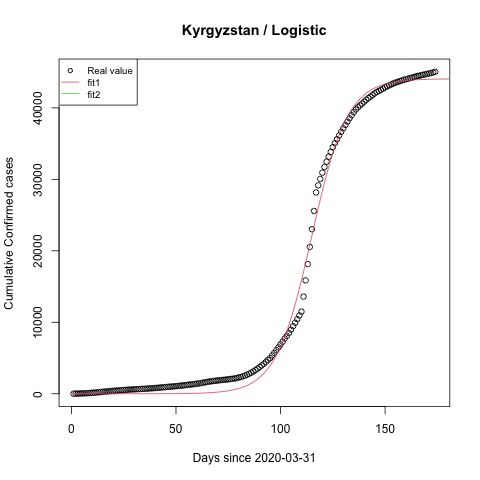 Kyrgyzstan / Logistic
Real value
fit1
fit2
Cumulative Confirmed cases
40000
30000
20000
10000
0
0 50 100 150
Days since 2020-03-31